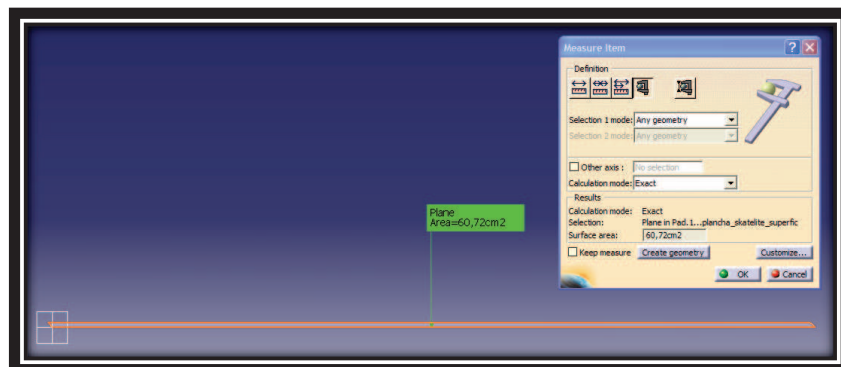 Measure Item
Definition
Selection 1 mode: Any geometry
Selection 2 mode: Any geometry
Other axis : No selection
Calculation mode: Exact
Results
Calculation mode: Exact
Selection: Plane in Pad.1...plancha_skatelite_superfic
Surface area: 60,72cm2
Keep measure Create geometry Customize...
OK Cancel
Plane
Area=60,72cm2